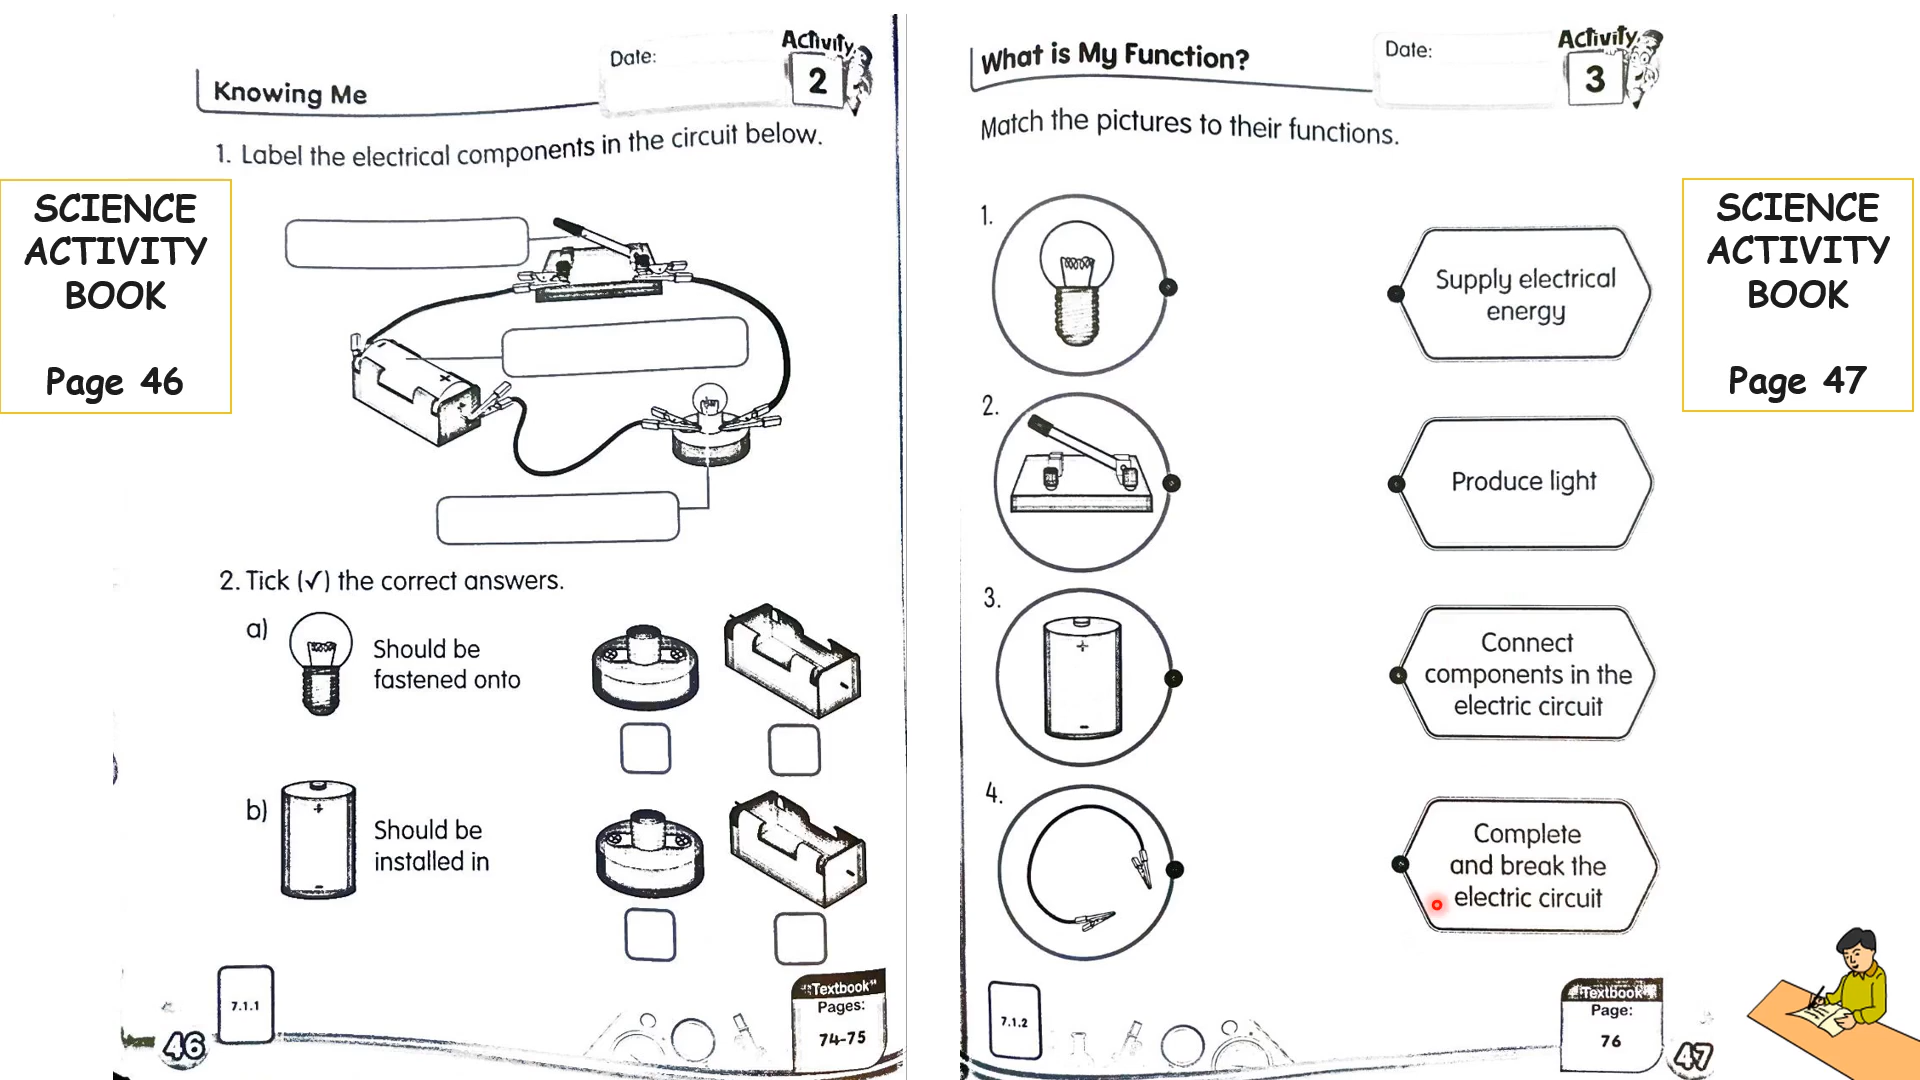 SCIENCE
ACTIVITY
BOOK
Page 46
Knowing Me
Date:
Activity
2
1. Label the electrical components in the circuit below.
+
2. Tick (✓) the correct answers.
a)
Should be
fastened onto
-
b)
+
-
Should be
installed in
-
7.1.1
46
"Textbook"
Pages:
74-75
What is My Function?
Date:
Activity
3
Match the pictures to their functions.
1.
Supply electrical
energy
2.
Produce light
3.
+
-
Connect
components in the
electric circuit
4.
Complete
and break the
electric circuit
7.1.2
"Textbook"
Page:
76
47
SCIENCE
ACTIVITY
BOOK
Page 47